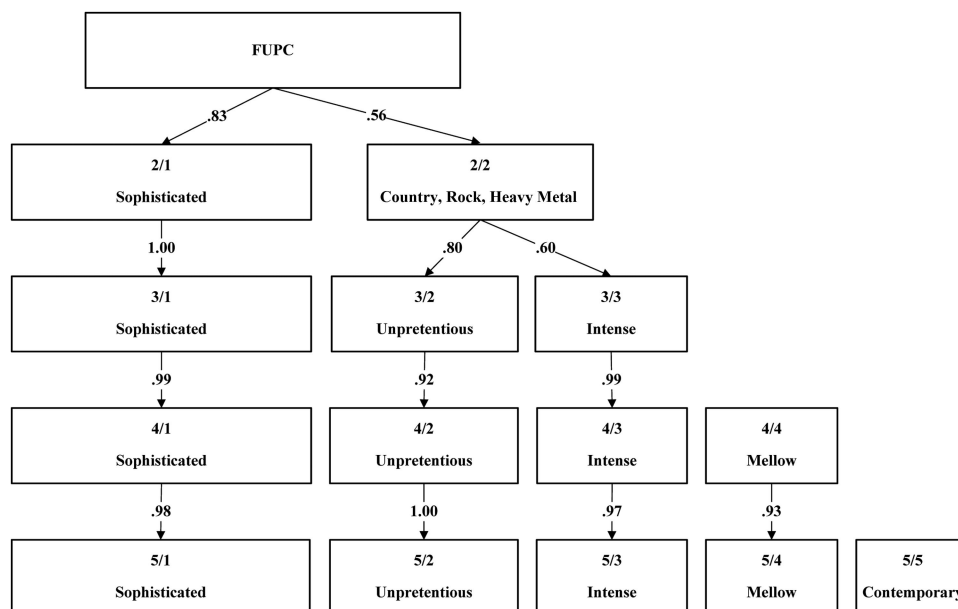 FUPC
.83 .56
2/1 2/2
Sophisticated Country, Rock, Heavy Metal
1.00 .80 .60
3/1 3/2 3/3
Sophisticated Unpretentious Intense
.99 .92 .99
4/1 4/2 4/3 4/4
Sophisticated Unpretentious Intense Mellow
.98 1.00 .97 .93
5/1 5/2 5/3 5/4 5/5
Sophisticated Unpretentious Intense Mellow Contemporary